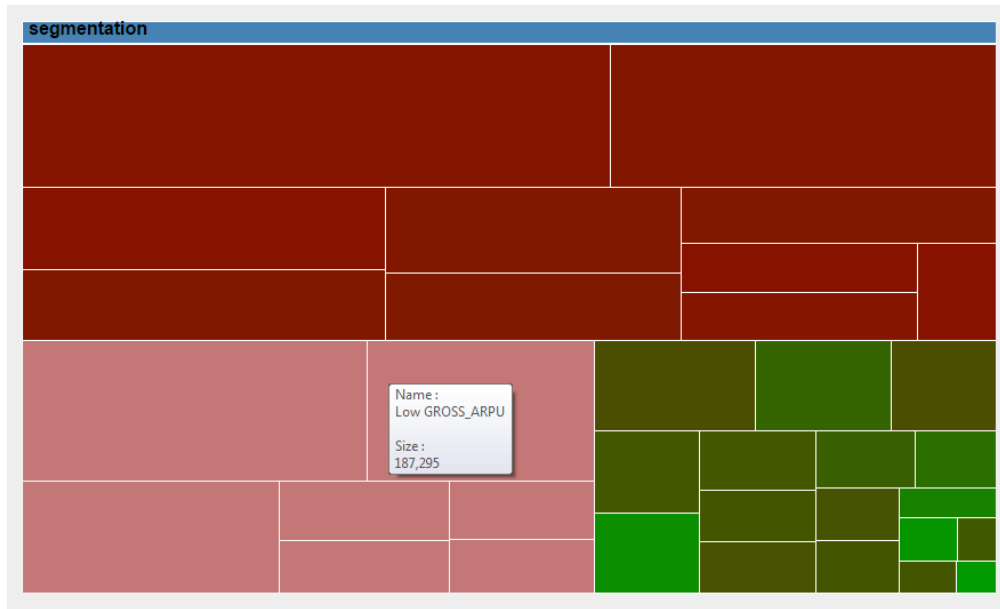 segmentation
Name :
Low GROSS_ARPU
Size :
187,295